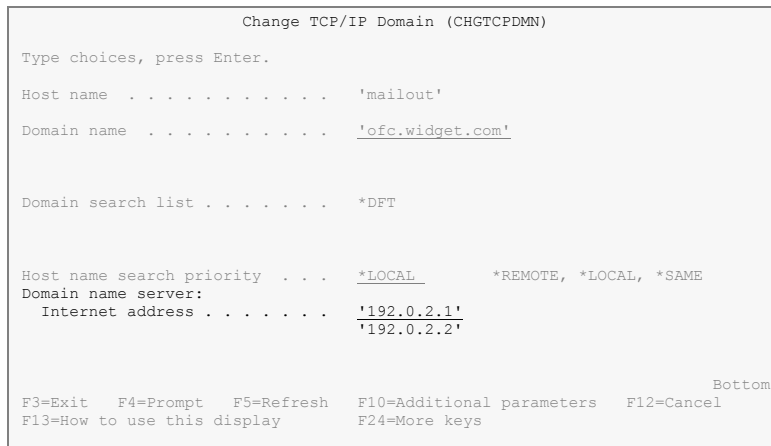 Change TCP/IP Domain (CHGTCPDMN)
Type choices, press Enter.
Host name . . . . . . . . . . . 'mailout'
Domain name . . . . . . . . . . 'ofc.widget.com'
Domain search list . . . . . . . *DFT
Host name search priority . . . *LOCAL *REMOTE, *LOCAL, *SAME
Domain name server:
Internet address . . . . . . . '192.0.2.1'
'192.0.2.2'
Bottom
F3=Exit F4=Prompt F5=Refresh F10=Additional parameters F12=Cancel
F13=How to use this display F24=More keys